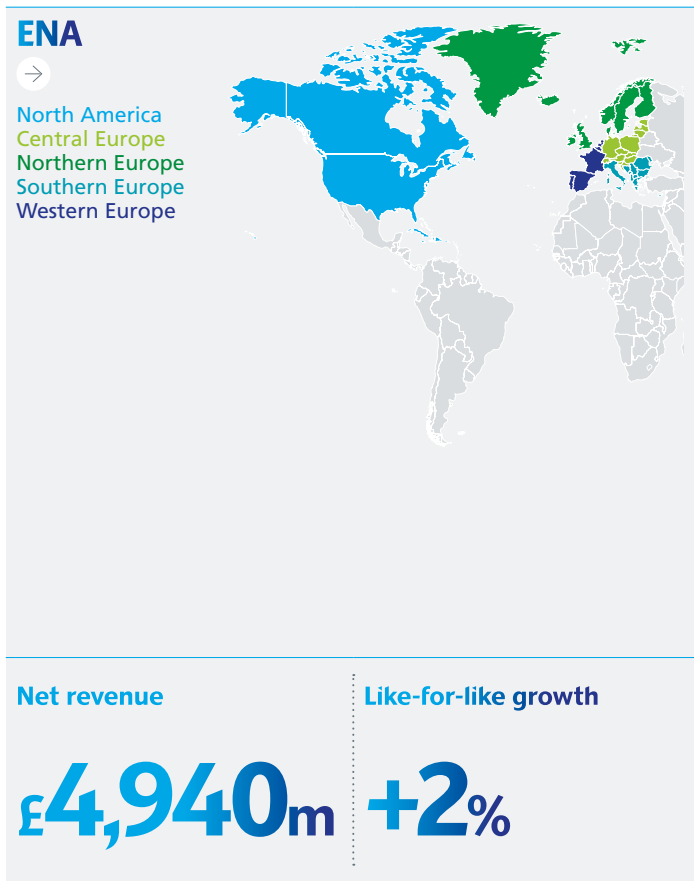 ENA
North America
Central Europe
Northern Europe
Southern Europe
Western Europe
Net revenue
£4,940m
Like-for-like growth
+2%